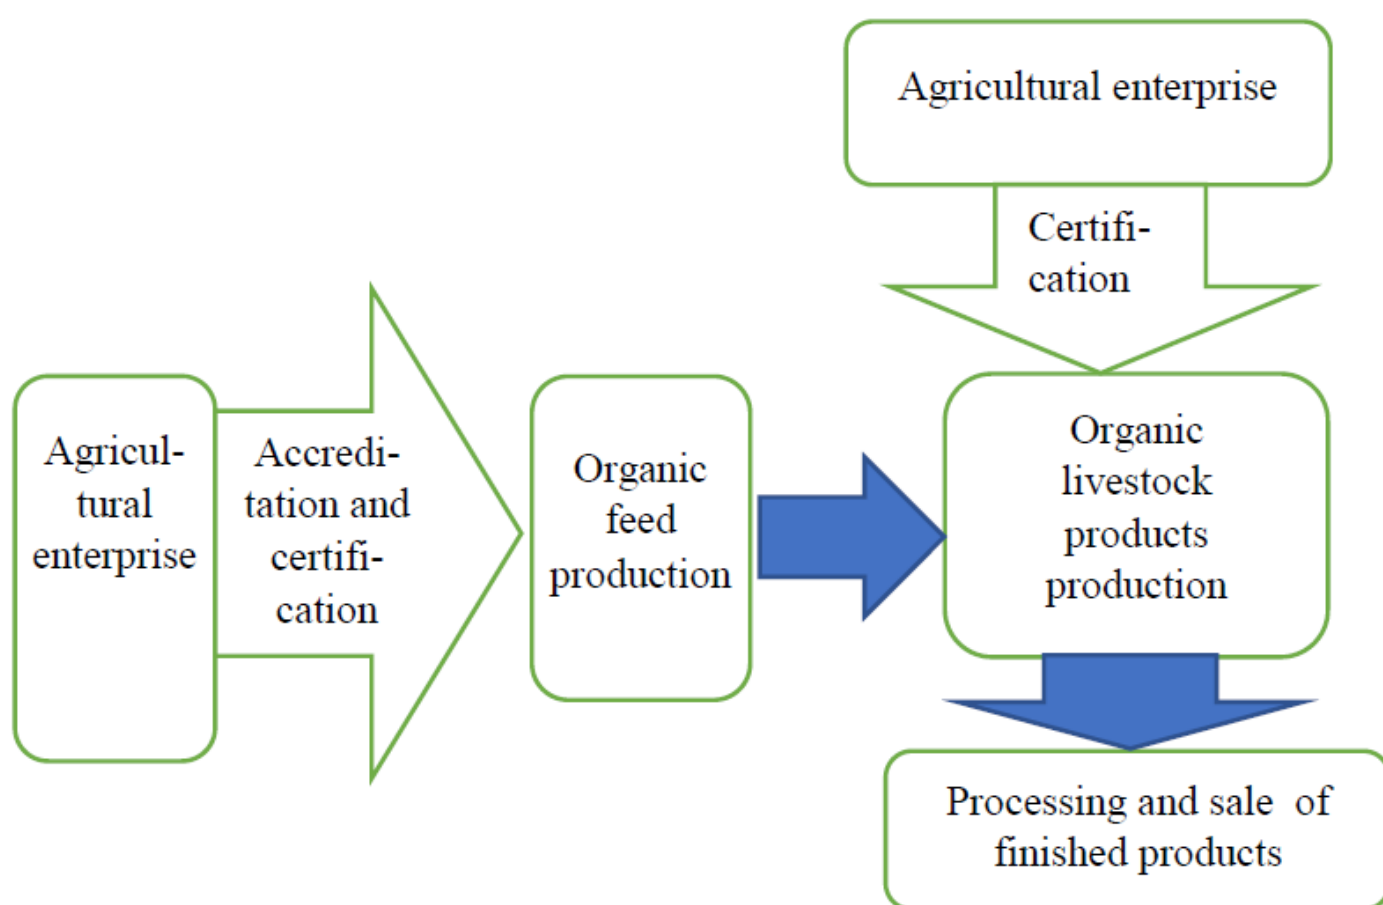 Agricultural enterprise
Certifi-
cation
Agricul-
tural
enterprise
Accredi-
tation and
certifi-
cation
Organic
feed
production
Organic
livestock
products
production
Processing and sale of
finished products